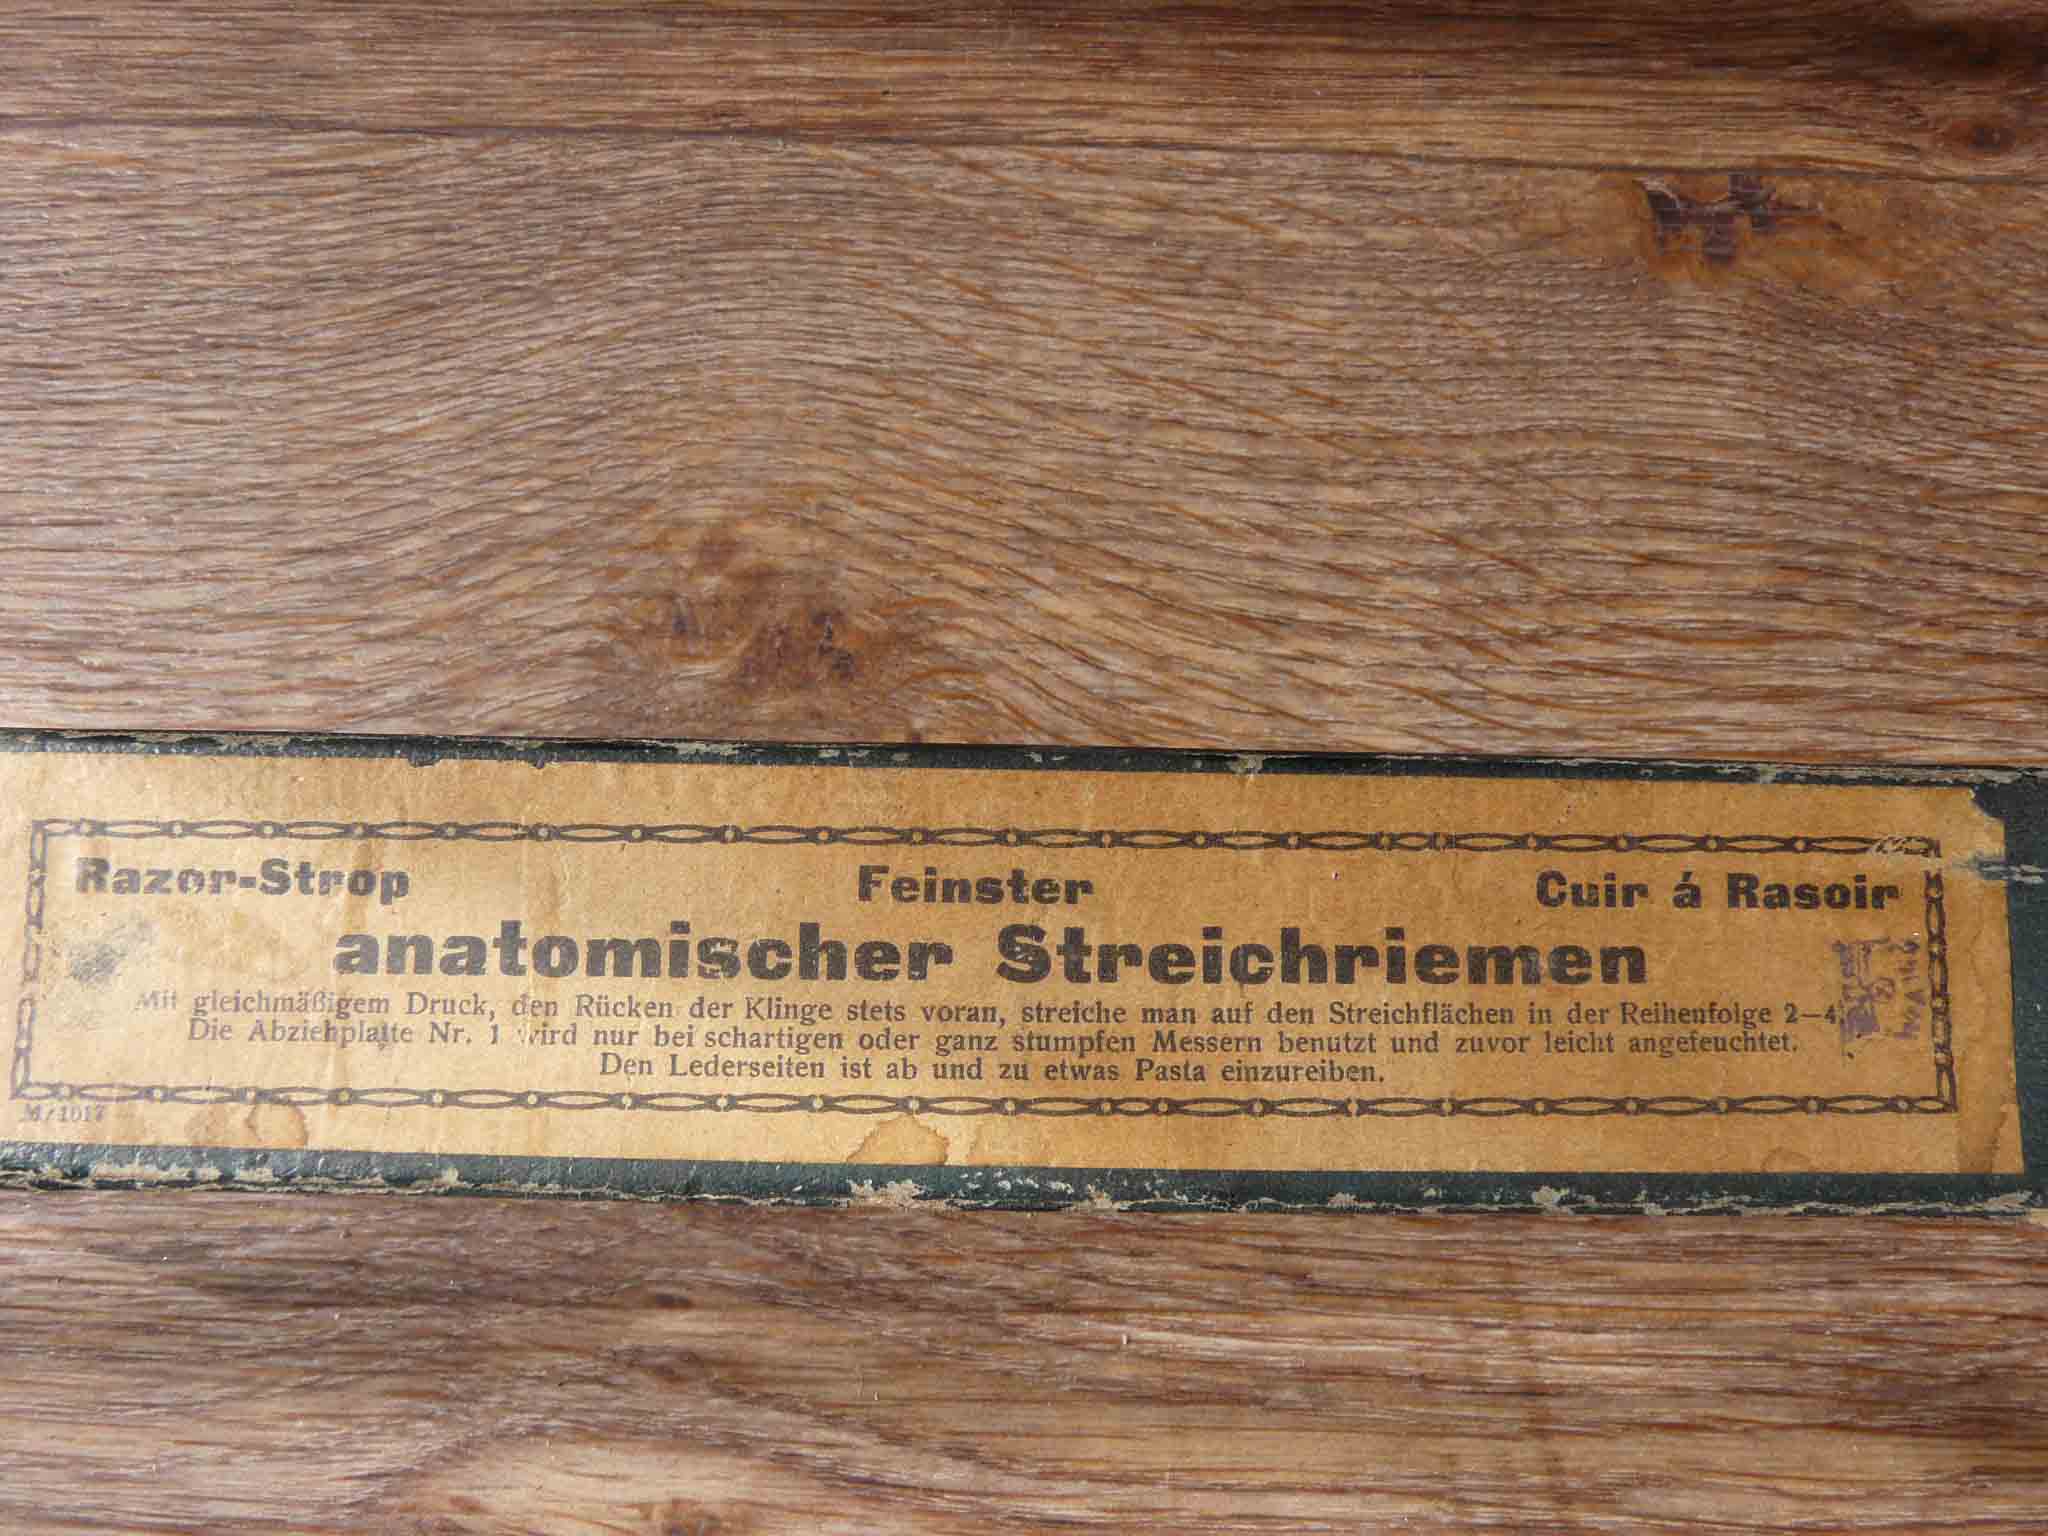 Razor-Strop Feinster Cuir á Rasoir
anatomischer Streichriemen
Mit gleichmäßigem Druck, den Rücken der Klinge stets voran, streiche man auf den Streichflächen in der Reihenfolge 2—4
Die Abziehplatte Nr. 1 wird nur bei schartigen oder ganz stumpfen Messern benutzt und zuvor leicht angefeuchtet.
Den Lederseiten ist ab und zu etwas Pasta einzureiben.
M/1017